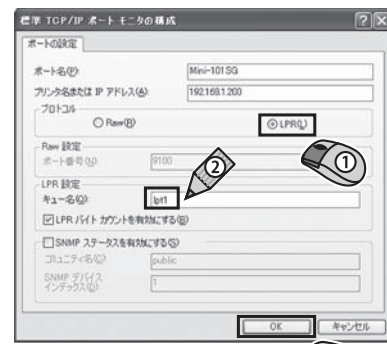 標準 TCP/IP ポート モニタの構成
ポートの設定
ポート名(P): Mini-101SG
プリンタ名または IP アドレス(A): 192.168.1.200
プロトコル
Raw(R) LPR(L)
Raw 設定
ポート番号(N): 9100
LPR 設定
キュー名(Q): lpt1
LPR バイト カウントを有効にする(B)
SNMP ステータスを有効にする(S)
コミュニティ名(C): public
SNMP デバイス
インデックス(D): 1
OK キャンセル
①
②